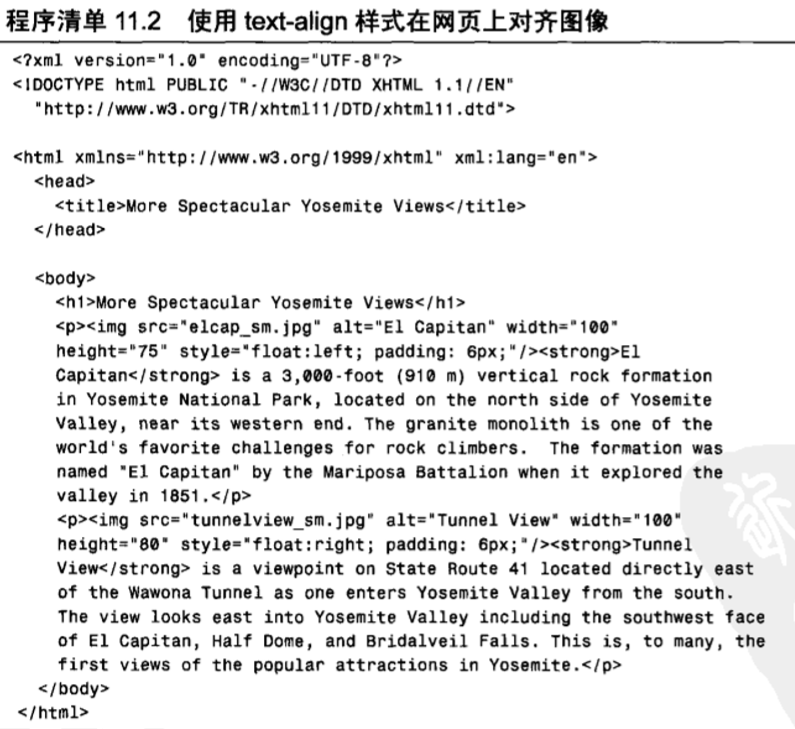 程序清单 11.2 使用 text-align 样式在网页上对齐图像
<?xml version="1.0" encoding="UTF-8"?>
<!DOCTYPE html PUBLIC "-//W3C//DTD XHTML 1.1//EN"
"http://www.w3.org/TR/xhtml11/DTD/xhtml11.dtd">
<html xmlns="http://www.w3.org/1999/xhtml" xml:lang="en">
<head>
<title>More Spectacular Yosemite Views</title>
</head>
<body>
<h1>More Spectacular Yosemite Views</h1>
<p><img src="elcap_sm.jpg" alt="El Capitan" width="100"
height="75" style="float:left; padding: 6px;"/><strong>El
Capitan</strong> is a 3,000-foot (910 m) vertical rock formation
in Yosemite National Park, located on the north side of Yosemite
Valley, near its western end. The granite monolith is one of the
world's favorite challenges for rock climbers.  The formation was
named "El Capitan" by the Mariposa Battalion when it explored the
valley in 1851.</p>
<p><img src="tunnelview_sm.jpg" alt="Tunnel View" width="100"
height="80" style="float:right; padding: 6px;"/><strong>Tunnel
View</strong> is a viewpoint on State Route 41 located directly east
of the Wawona Tunnel as one enters Yosemite Valley from the south.
The view looks east into Yosemite Valley including the southwest face
of El Capitan, Half Dome, and Bridalveil Falls. This is, to many, the
first views of the popular attractions in Yosemite.</p>
</body>
</html>